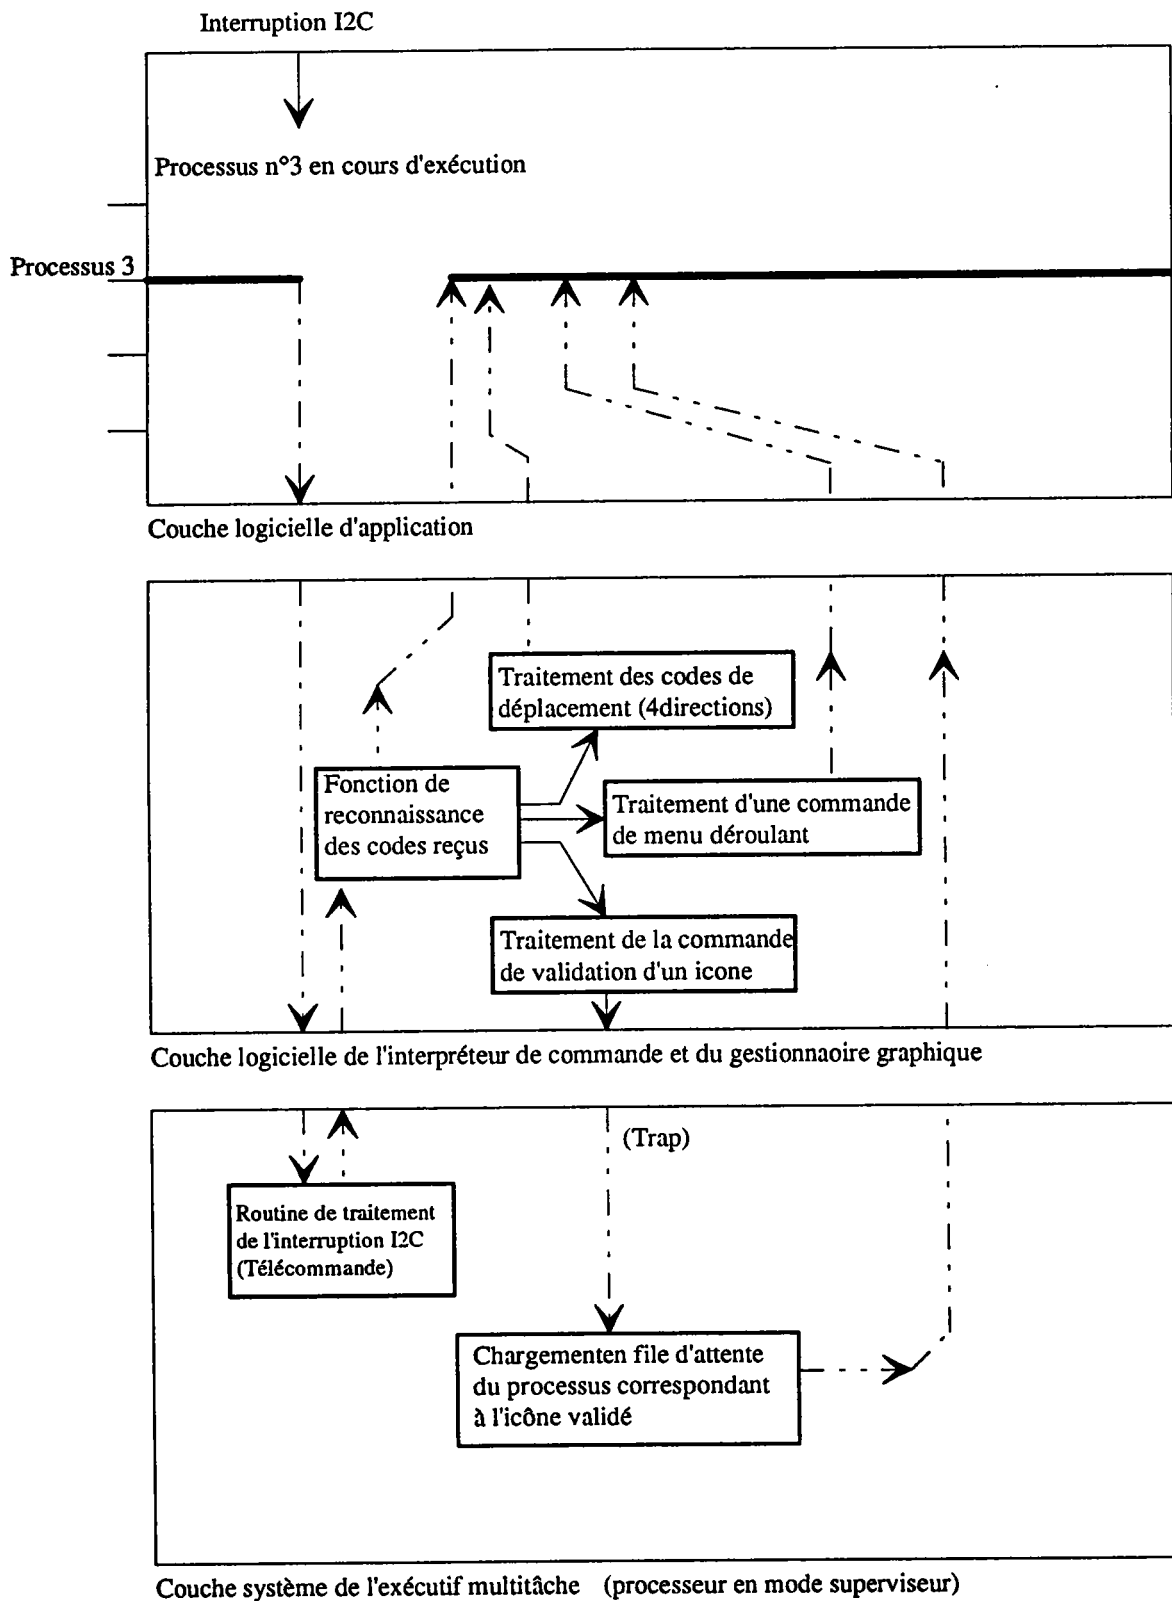 Interruption I2C
Processus n°3 en cours d'exécution
Processus 3
Couche logicielle d'application
Traitement des codes de
déplacement (4directions)
Fonction de
reconnaissance
des codes reçus
Traitement d'une commande
de menu déroulant
Traitement de la commande
de validation d'un icone
Couche logicielle de l'interpréteur de commande et du gestionnaoire graphique
(Trap)
Routine de traitement
de l'interruption I2C
(Télécommande)
Chargementen file d'attente
du processus correspondant
à l'icône validé
Couche système de l'exécutif multitâche (processeur en mode superviseur)